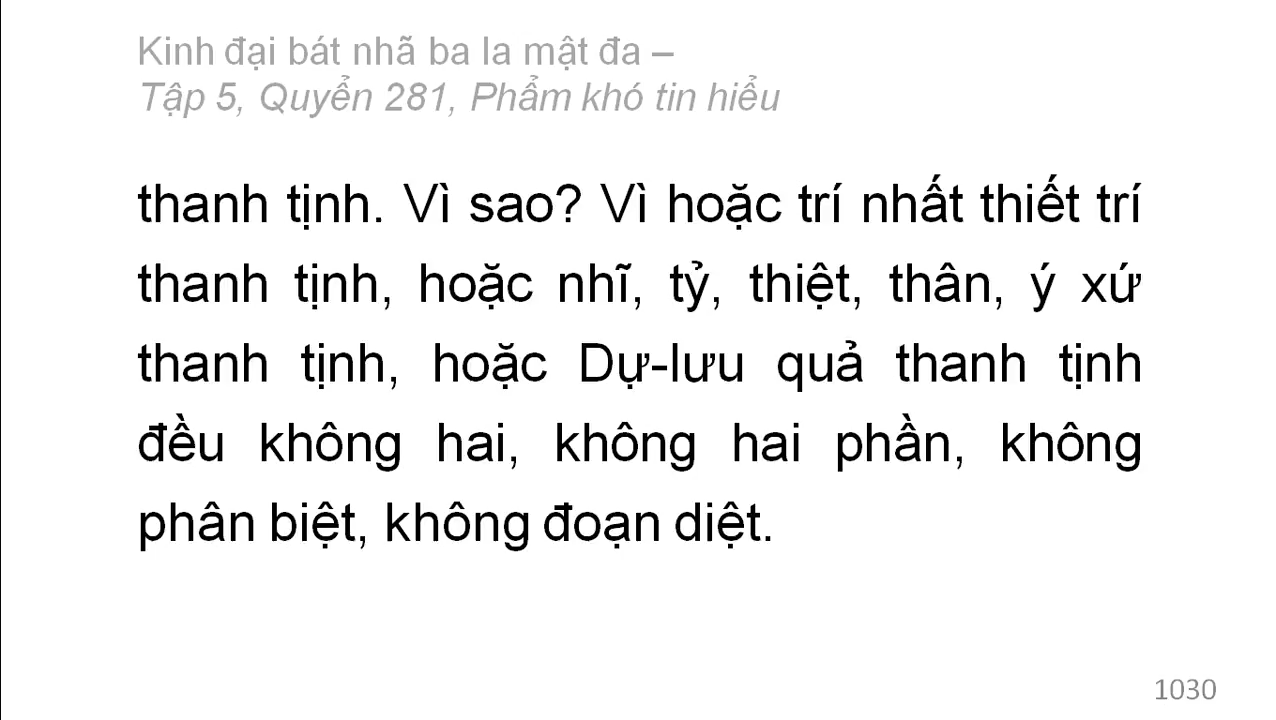 Kinh đại bát nhã ba la mật đa –
Tập 5, Quyển 281, Phẩm khó tin hiểu
thanh tịnh. Vì sao? Vì hoặc trí nhất thiết trí
thanh tịnh, hoặc nhĩ, tỷ, thiệt, thân, ý xứ
thanh tịnh, hoặc Dự-lưu quả thanh tịnh
đều không hai, không hai phần, không
phân biệt, không đoạn diệt.
1030